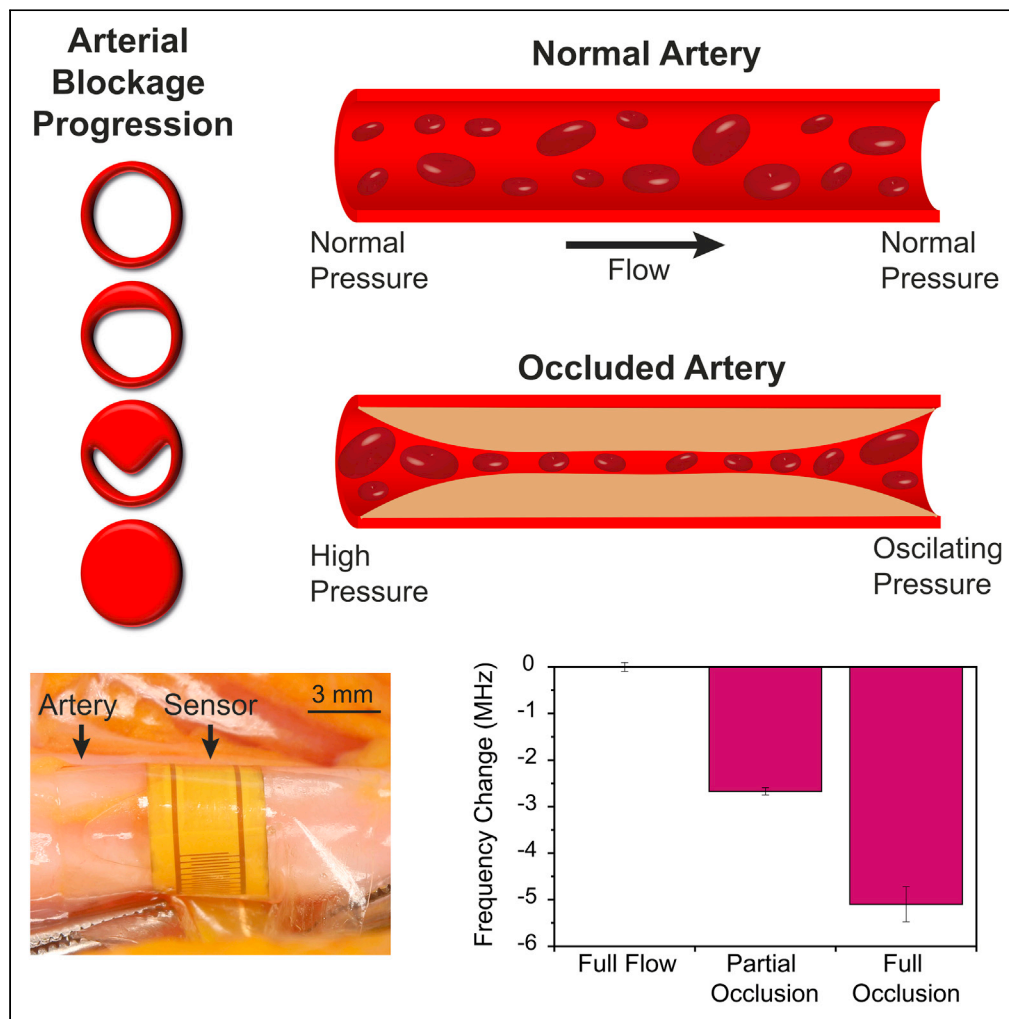 Arterial
Blockage
Progression
Normal Artery
Normal
Pressure
Flow
Normal
Pressure
Occluded Artery
High
Pressure
Oscilating
Pressure
Artery
Sensor
3 mm
Frequency Change (MHz)
0
-1
-2
-3
-4
-5
-6
Full Flow
Partial
Occlusion
Full
Occlusion